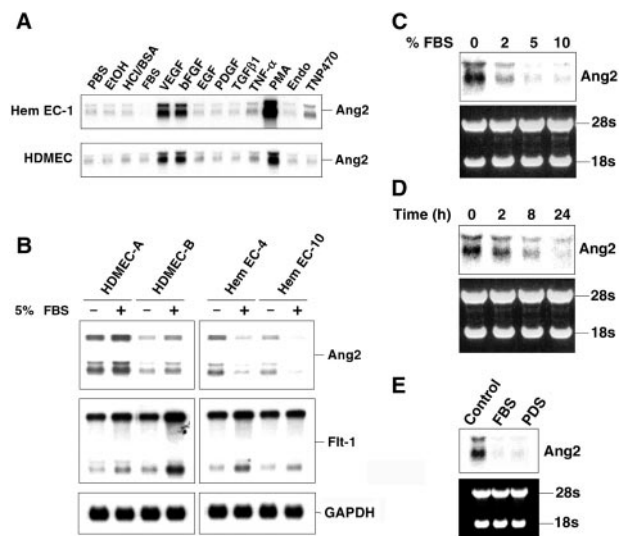 A
PBS
EtOH
HCl/BSA
FBS
VEGF
bFGF
EGF
PDGF
TGFβ1
TNF-α
PMA
Endo
TNP470
Hem EC-1
Ang2
HDMEC
Ang2
B
HDMEC-A
HDMEC-B
Hem EC-4
Hem EC-10
5% FBS – + – + – + – +
Ang2
Flt-1
GAPDH
C
% FBS 0 2 5 10
Ang2
28s
18s
D
Time (h) 0 2 8 24
Ang2
28s
18s
E
Control
FBS
PDS
Ang2
28s
18s